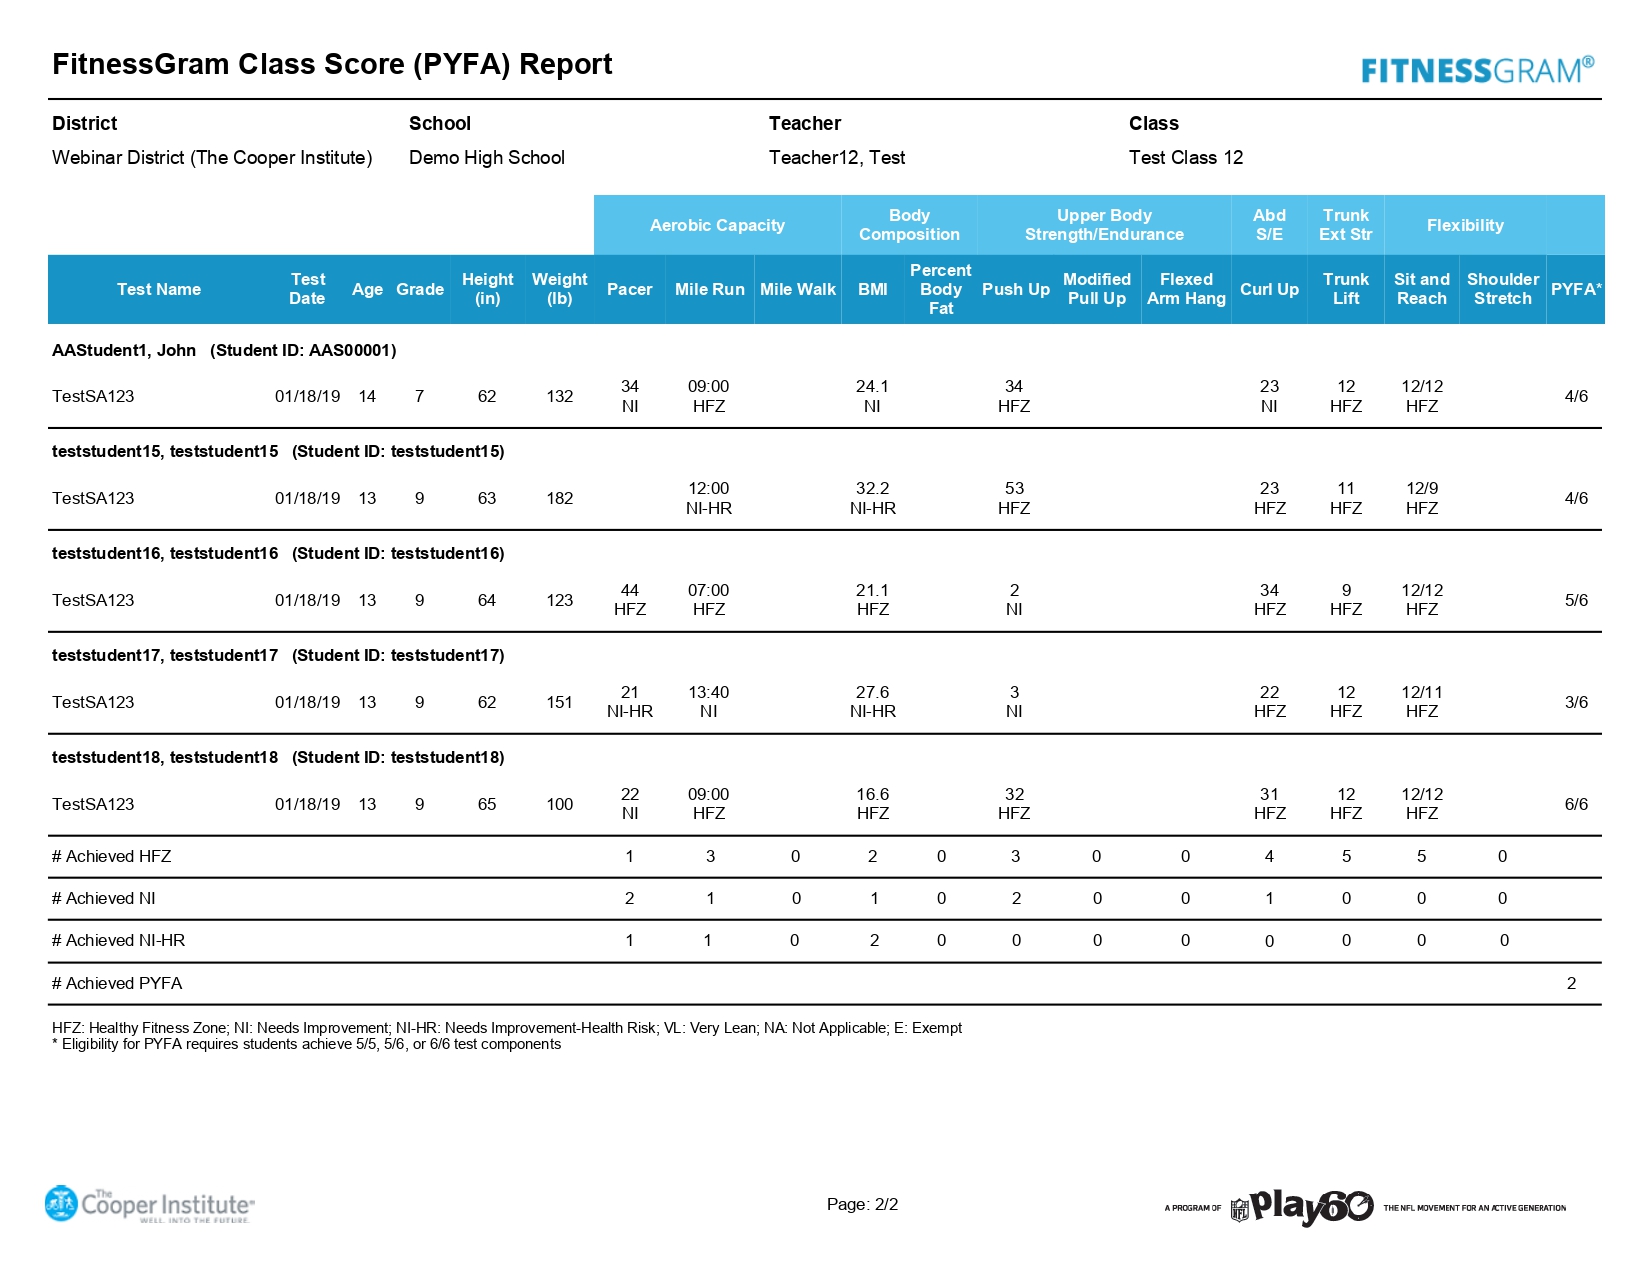 FitnessGram Class Score (PYFA) Report
FITNESSGRAM®
District School Teacher Class
Webinar District (The Cooper Institute) Demo High School Teacher12, Test Test Class 12
Aerobic Capacity Body Composition Upper Body Strength/Endurance Abd S/E Trunk Ext Str Flexibility
Test Name Test Date Age Grade Height (in) Weight (lb) Pacer Mile Run Mile Walk BMI Percent Body Fat Push Up Modified Pull Up Flexed Arm Hang Curl Up Trunk Lift Sit and Reach Shoulder Stretch PYFA*
AAStudent1, John (Student ID: AAS00001)
TestSA123 01/18/19 14 7 62 132 34 NI 09:00 HFZ 24.1 NI 34 HFZ 23 NI 12 HFZ 12/12 HFZ 4/6
teststudent15, teststudent15 (Student ID: teststudent15)
TestSA123 01/18/19 13 9 63 182 12:00 NI-HR 32.2 NI-HR 53 HFZ 23 HFZ 11 HFZ 12/9 HFZ 4/6
teststudent16, teststudent16 (Student ID: teststudent16)
TestSA123 01/18/19 13 9 64 123 44 HFZ 07:00 HFZ 21.1 HFZ 2 NI 34 HFZ 9 HFZ 12/12 HFZ 5/6
teststudent17, teststudent17 (Student ID: teststudent17)
TestSA123 01/18/19 13 9 62 151 21 NI-HR 13:40 NI 27.6 NI-HR 3 NI 22 HFZ 12 HFZ 12/11 HFZ 3/6
teststudent18, teststudent18 (Student ID: teststudent18)
TestSA123 01/18/19 13 9 65 100 22 NI 09:00 HFZ 16.6 HFZ 32 HFZ 31 HFZ 12 HFZ 12/12 HFZ 6/6
# Achieved HFZ 1 3 0 2 0 3 0 0 4 5 5 0
# Achieved NI 2 1 0 1 0 2 0 0 1 0 0 0
# Achieved NI-HR 1 1 0 2 0 0 0 0 0 0 0 0
# Achieved PYFA 2
HFZ: Healthy Fitness Zone; NI: Needs Improvement; NI-HR: Needs Improvement-Health Risk; VL: Very Lean; NA: Not Applicable; E: Exempt
* Eligibility for PYFA requires students achieve 5/5, 5/6, or 6/6 test components
The Cooper Institute
WELL. INTO THE FUTURE.
Page: 2/2
A PROGRAM OF NFL play60 THE NFL MOVEMENT FOR AN ACTIVE GENERATION